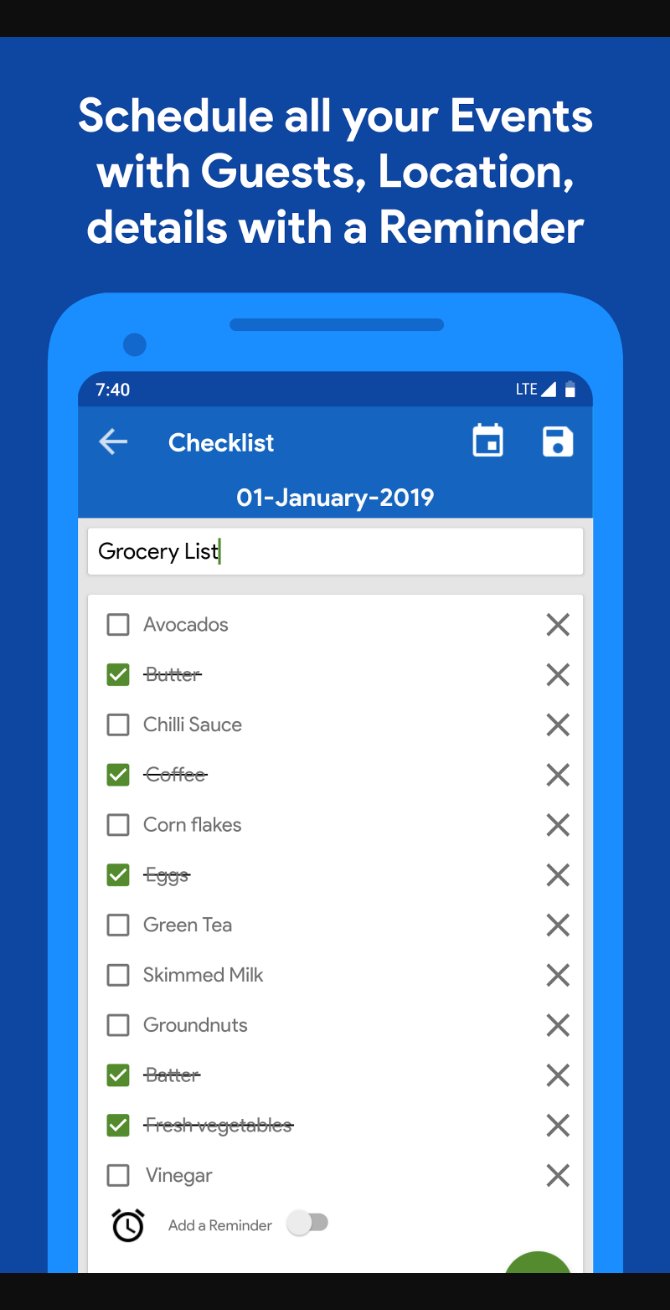 Schedule all your Events
with Guests, Location,
details with a Reminder
7:40 LTE
Checklist
01-January-2019
Grocery List
Avocados
Butter
Chilli Sauce
Coffee
Corn flakes
Eggs
Green Tea
Skimmed Milk
Groundnuts
Batter
Fresh vegetables
Vinegar
Add a Reminder